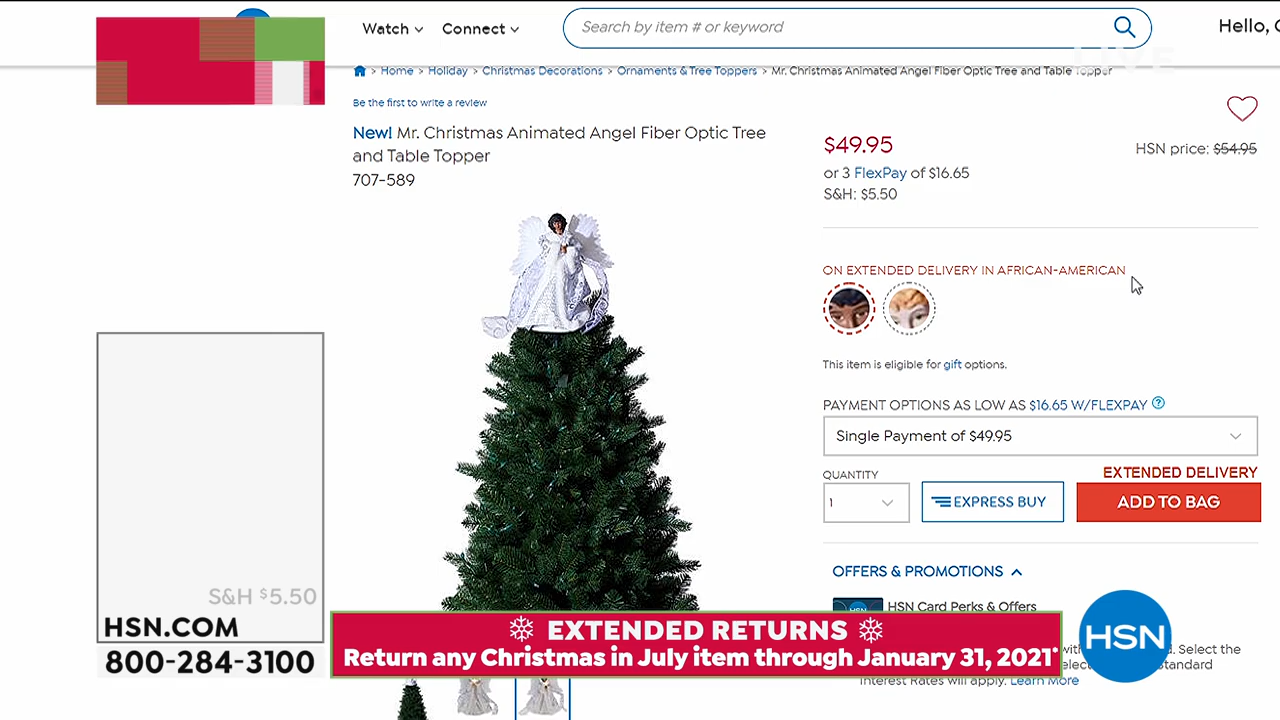 Watch
Connect
Search by item # or keyword
Hello,
LIVE
> Home > Holiday > Christmas Decorations > Ornaments & Tree Toppers > Mr. Christmas Animated Angel Fiber Optic Tree and Table Topper
Be the first to write a review
New! Mr. Christmas Animated Angel Fiber Optic Tree
and Table Topper
707-589
$49.95
HSN price: $54.95
or 3 FlexPay of $16.65
S&H: $5.50
ON EXTENDED DELIVERY IN AFRICAN-AMERICAN
This item is eligible for gift options.
PAYMENT OPTIONS AS LOW AS $16.65 W/FLEXPAY ?
Single Payment of $49.95
QUANTITY
EXTENDED DELIVERY
1
EXPRESS BUY
ADD TO BAG
OFFERS & PROMOTIONS
HSN Card Perks & Offers
S&H $5.50
HSN.COM
800-284-3100
EXTENDED RETURNS
Return any Christmas in July item through January 31, 2021*
HSN
. Select the
Standard
Interest Rates will apply. Learn More